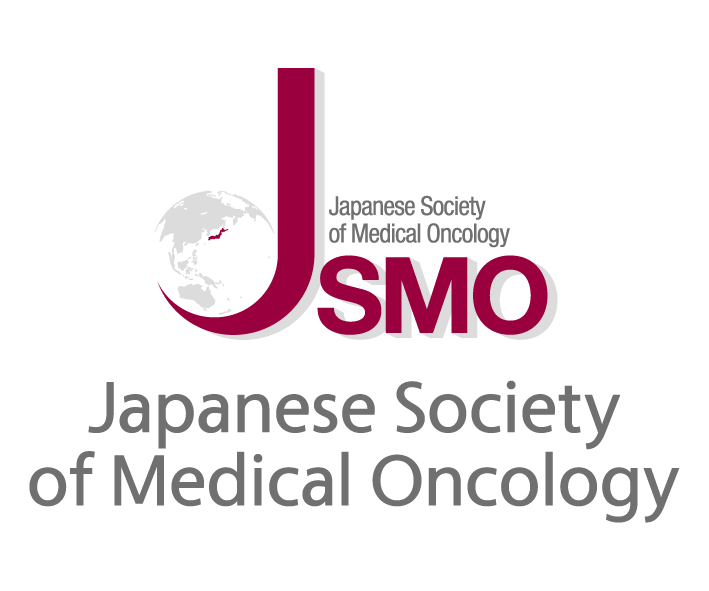 Japanese Society
of Medical Oncology
JSMO
Japanese Society
of Medical Oncology